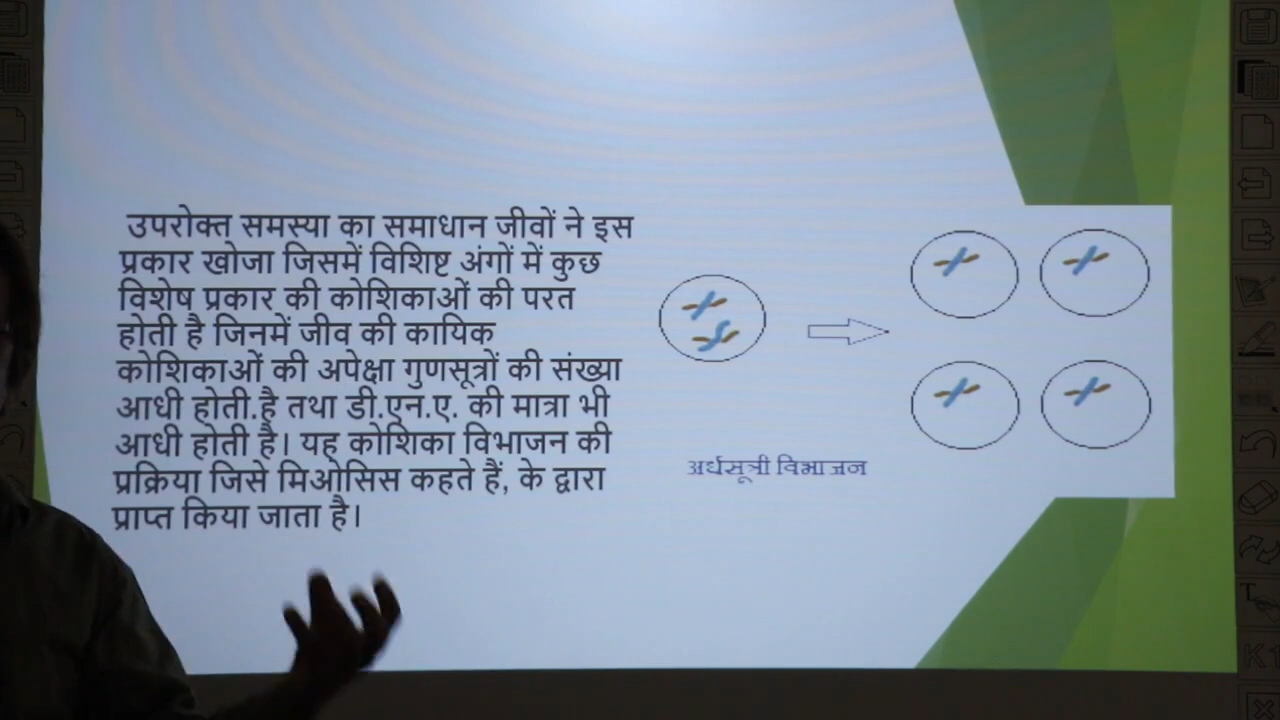 उपरोक्त समस्या का समाधान जीवों ने इस
प्रकार खोजा जिसमें विशिष्ट अंगों में कुछ
विशेष प्रकार की कोशिकाओं की परत
होती है जिनमें जीव की कायिक
कोशिकाओं की अपेक्षा गुणसूत्रों की संख्या
आधी होती.है तथा डी.एन.ए. की मात्रा भी
आधी होती है। यह कोशिका विभाजन की
प्रक्रिया जिसे मिओसिस कहते हैं, के द्वारा
प्राप्त किया जाता है।
अर्धसूत्री विभाजन